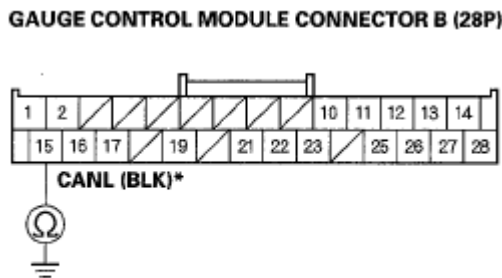 GAUGE CONTROL MODULE CONNECTOR B (28P)
1 2 10 11 12 13 14
15 16 17 19 21 22 23 25 26 27 28
CANL (BLK)*
Ω